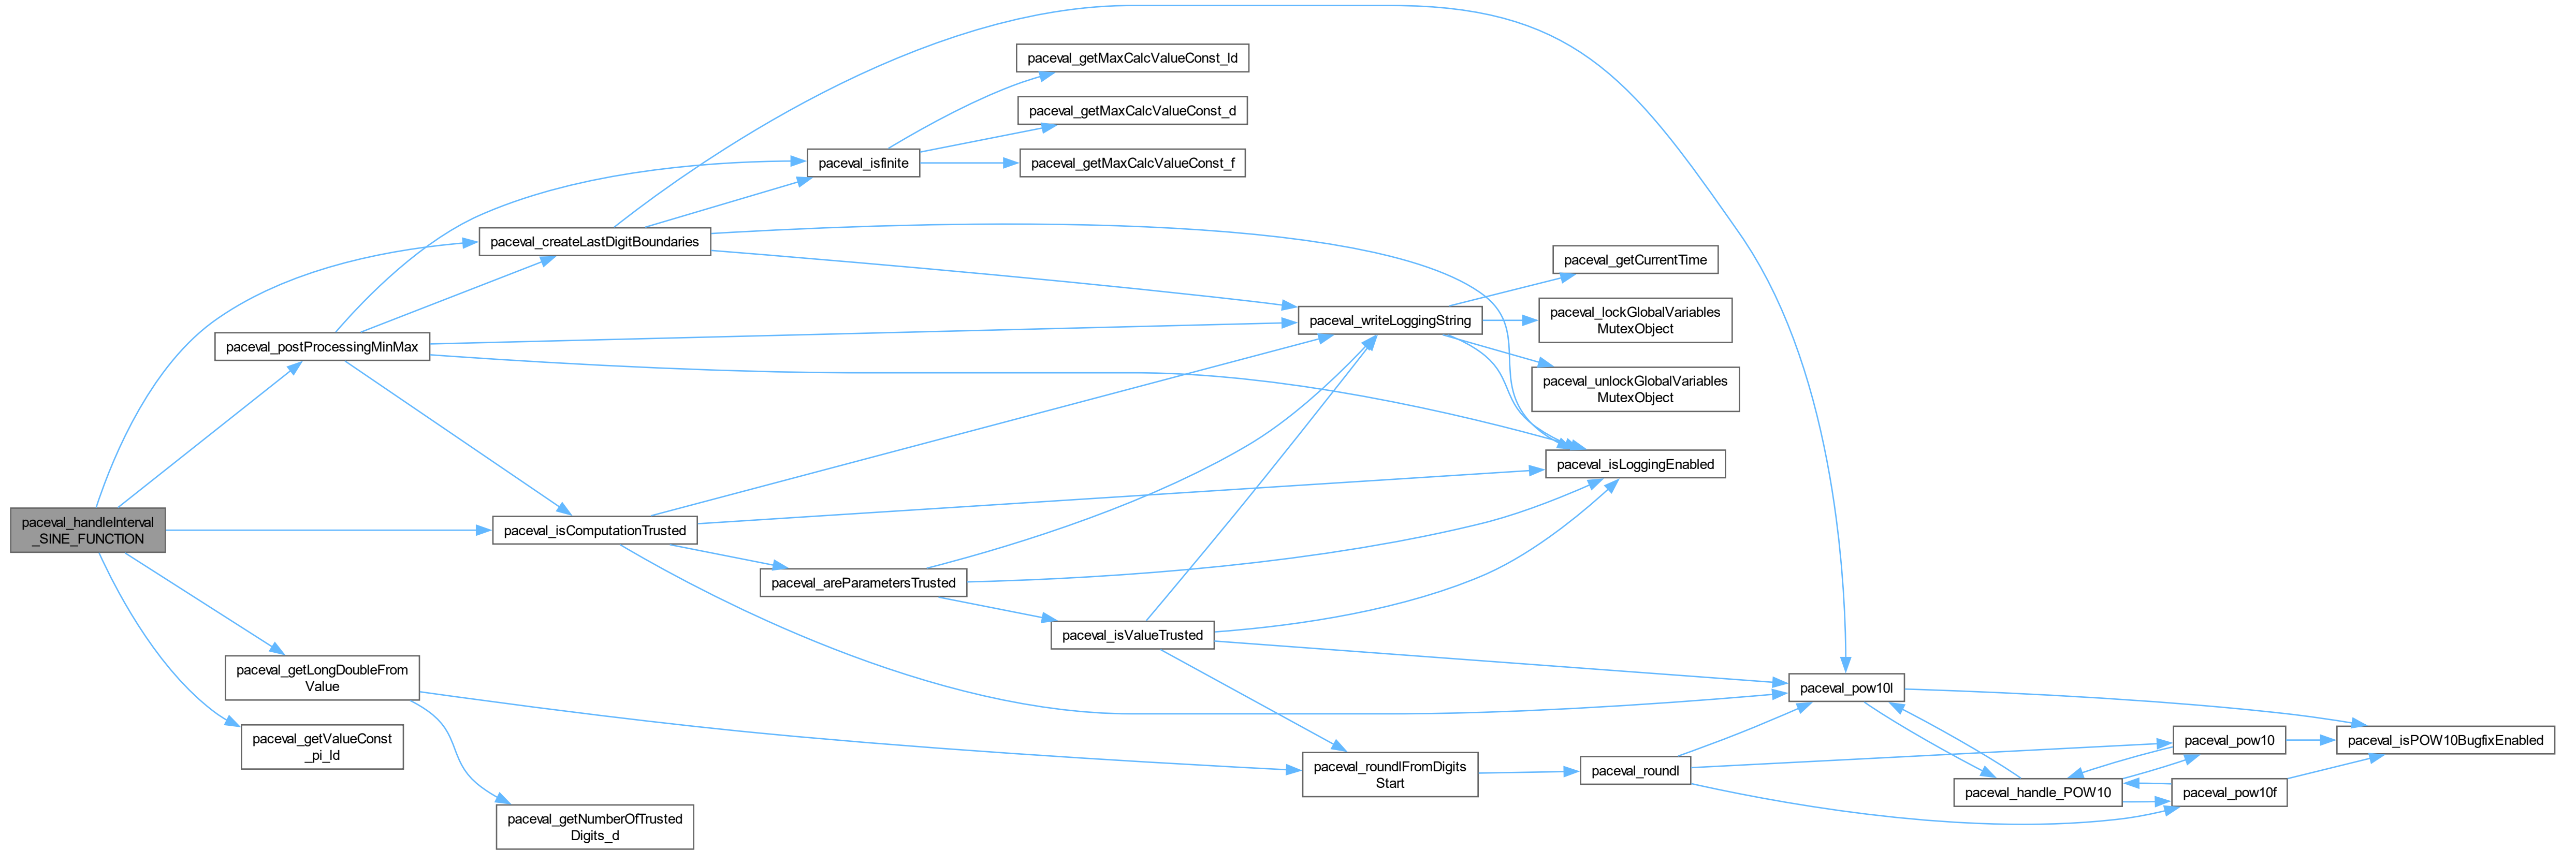 paceval_handleInterval
_SINE_FUNCTION
paceval_createLastDigitBoundaries
paceval_postProcessingMinMax
paceval_isComputationTrusted
paceval_getLongDoubleFrom
Value
paceval_getValueConst
_pi_ld
paceval_getNumberOfTrusted
Digits_d
paceval_isfinite
paceval_getMaxCalcValueConst_ld
paceval_getMaxCalcValueConst_d
paceval_getMaxCalcValueConst_f
paceval_areParametersTrusted
paceval_isValueTrusted
paceval_writeLoggingString
paceval_getCurrentTime
paceval_lockGlobalVariables
MutexObject
paceval_unlockGlobalVariables
MutexObject
paceval_isLoggingEnabled
paceval_roundlFromDigits
Start
paceval_roundl
paceval_pow10l
paceval_handle_POW10
paceval_pow10
paceval_pow10f
paceval_isPOW10BugfixEnabled